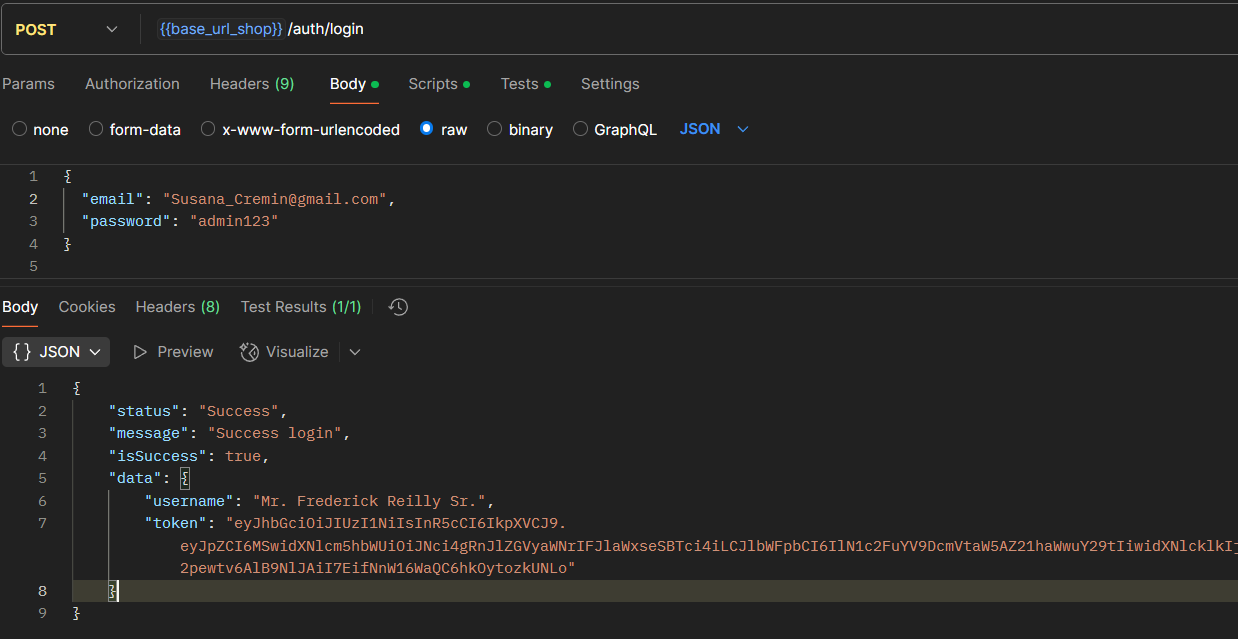 POST {{base_url_shop}} /auth/login
Params Authorization Headers (9) Body Scripts Tests Settings
none form-data x-www-form-urlencoded raw binary GraphQL JSON
1 {
2 "email": "Susana_Cremin@gmail.com",
3 "password": "admin123"
4 }
5
Body Cookies Headers (8) Test Results (1/1)
{} JSON Preview Visualize
1 {
2 "status": "Success",
3 "message": "Success login",
4 "isSuccess": true,
5 "data": {
6 "username": "Mr. Frederick Reilly Sr.",
7 "token": "eyJhbGciOiJIUzI1NiIsInR5cCI6IkpXVCJ9.
eyJpZCI6MSwidXNlcm5hbWUiOiJNci4gRnJlZGVyaWNrIFJlaWxseSBTci4iLCJlbWFpbCI6IlN1c2FuYV9DcmVtaW5AZ21haWwuY29tIiwidXNlcklkIj
2pewtv6AlB9NlJAiI7EifNnW16WaQC6hkOytozkUNLo"
8 }
9 }